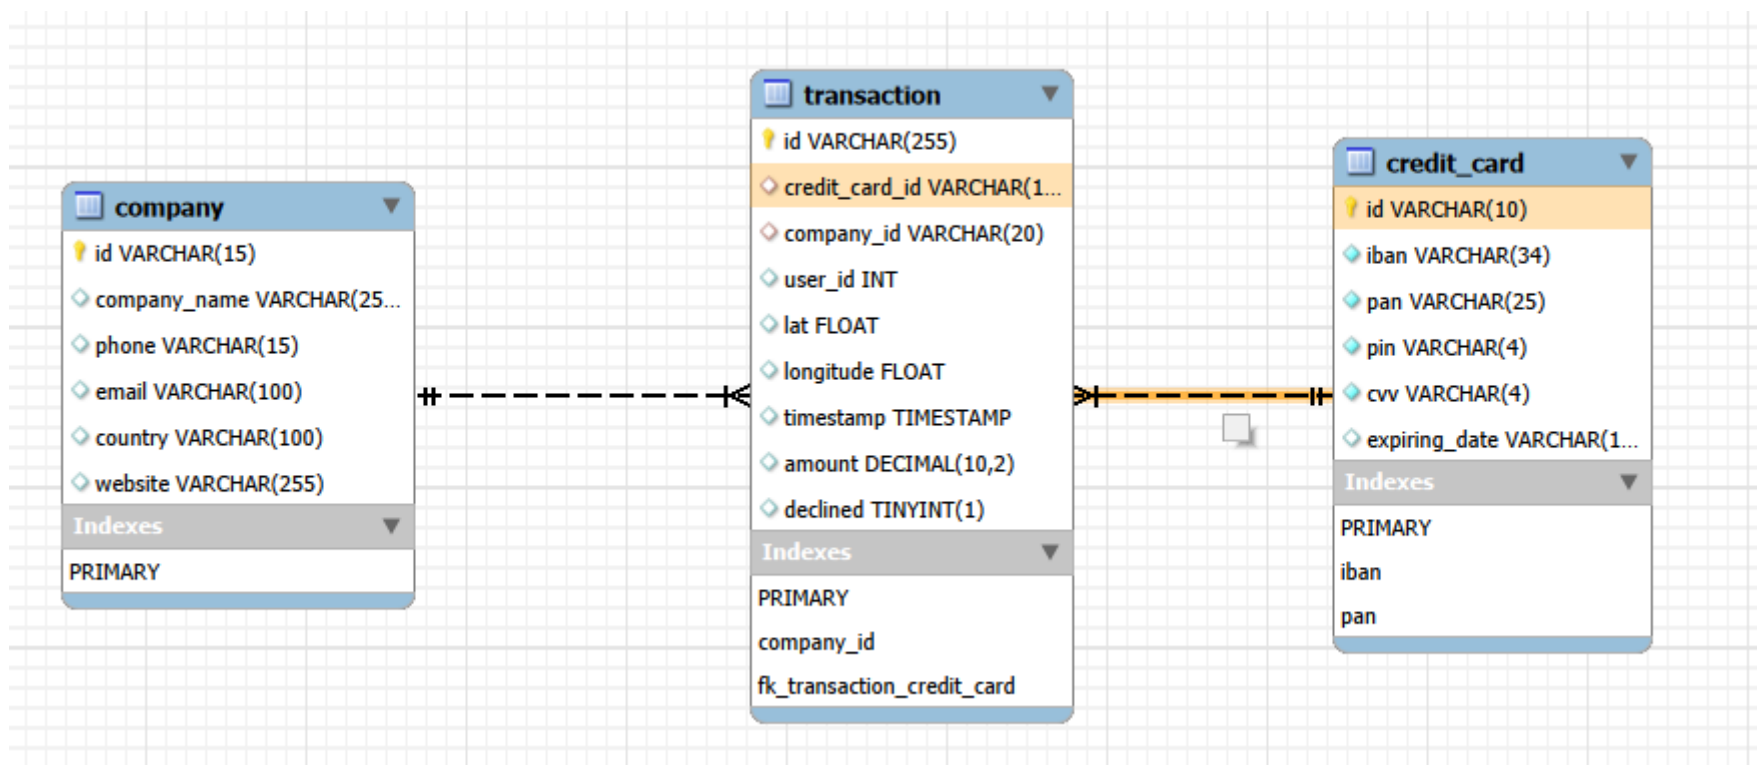 company
id VARCHAR(15)
company_name VARCHAR(25...
phone VARCHAR(15)
email VARCHAR(100)
country VARCHAR(100)
website VARCHAR(255)
Indexes
PRIMARY
transaction
id VARCHAR(255)
credit_card_id VARCHAR(1...
company_id VARCHAR(20)
user_id INT
lat FLOAT
longitude FLOAT
timestamp TIMESTAMP
amount DECIMAL(10,2)
declined TINYINT(1)
Indexes
PRIMARY
company_id
fk_transaction_credit_card
credit_card
id VARCHAR(10)
iban VARCHAR(34)
pan VARCHAR(25)
pin VARCHAR(4)
cvv VARCHAR(4)
expiring_date VARCHAR(1...
Indexes
PRIMARY
iban
pan